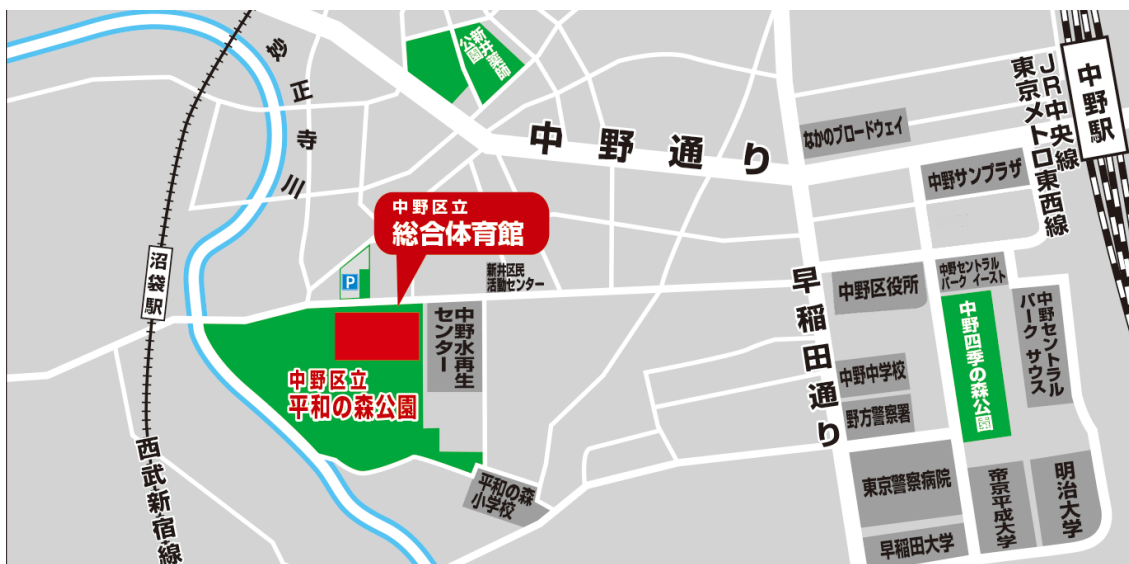 妙正寺川
新井薬師
公園
中野通り
なかのブロードウェイ
中野サンプラザ
JR中央線
東京メトロ東西線
中野駅
中野区立
総合体育館
P
新井区民
活動センター
沼袋駅
西武新宿線
中野水再生
センター
中野区立
平和の森公園
平和の森
小学校
早稲田通り
中野区役所
中野セントラル
パーク イースト
中野セントラル
パーク サウス
中野四季の森公園
中野中学校
野方警察署
東京警察病院
早稲田大学
帝京平成大学
明治大学